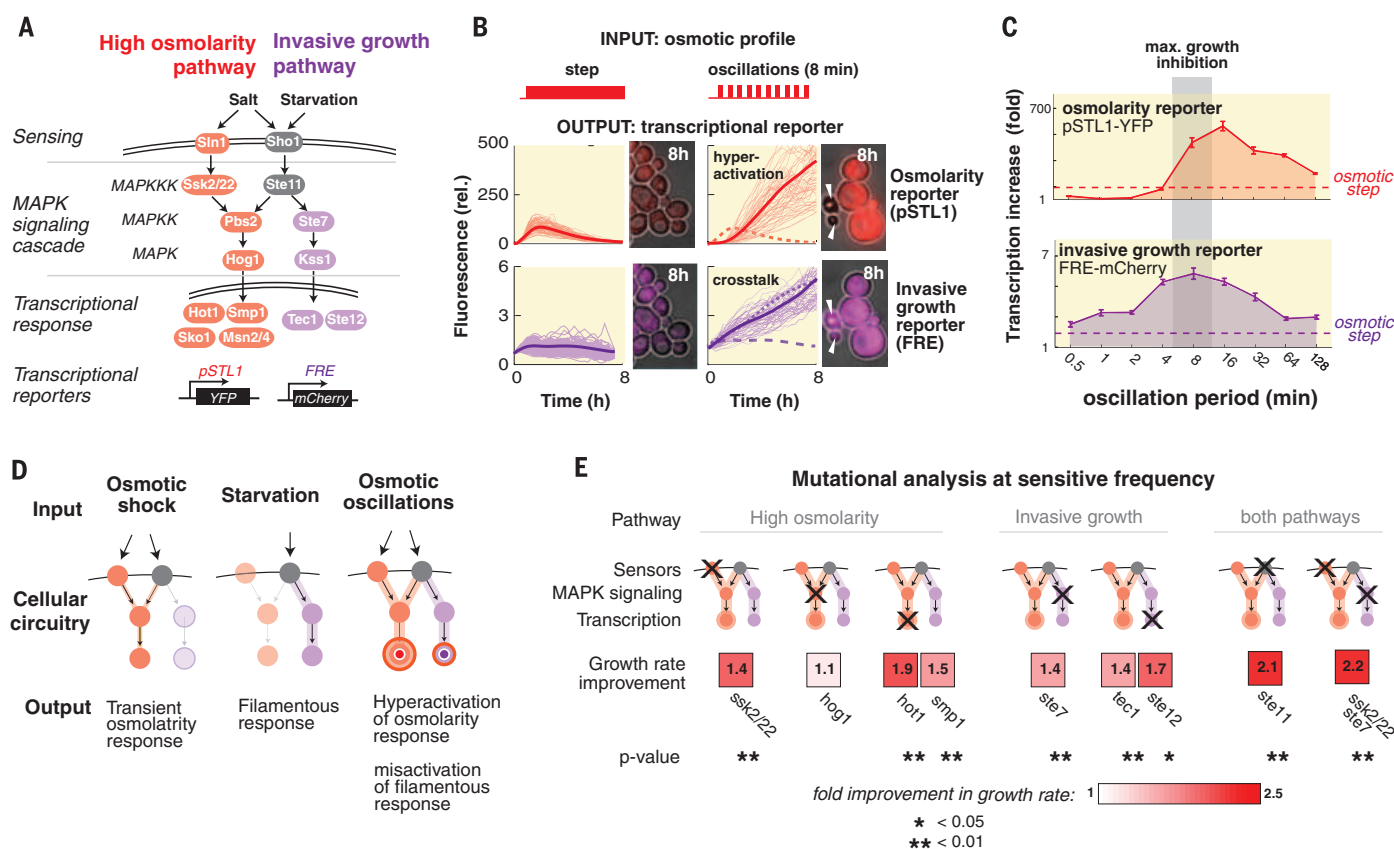 A
High osmolarity
pathway
Invasive growth
pathway
Salt
Starvation
Sensing
Sln1
Sho1
MAPK
signaling
cascade
MAPKKK
Ssk2/22
Ste11
MAPKK
Pbs2
Ste7
MAPK
Hog1
Kss1
Transcriptional
response
Hot1
Smp1
Sko1
Msn2/4
Tec1
Ste12
Transcriptional
reporters
pSTL1
YFP
FRE
mCherry
B
INPUT: osmotic profile
step
oscillations (8 min)
OUTPUT: transcriptional reporter
Fluorescence (rel.)
500
250
0
8h
hyper-
activation
8h
Osmolarity
reporter
(pSTL1)
6
3
0
8h
crosstalk
8h
Invasive
growth
reporter
(FRE)
0
8
0
8
Time (h)
Time (h)
C
max. growth
inhibition
Transcription increase (fold)
700
1
osmolarity reporter
pSTL1-YFP
osmotic
step
7
1
invasive growth reporter
FRE-mCherry
osmotic
step
0.5
1
2
4
8
16
32
64
128
oscillation period (min)
D
Input
Osmotic
shock
Starvation
Osmotic
oscillations
Cellular
circuitry
Output
Transient
osmolatrity
response
Filamentous
response
Hyperactivation
of osmolarity
response
misactivation
of filamentous
response
E
Mutational analysis at sensitive frequency
Pathway
High osmolarity
Invasive growth
both pathways
Sensors
MAPK signaling
Transcription
Growth rate
improvement
1.4
1.1
1.9
1.5
1.4
1.4
1.7
2.1
2.2
ssk2/22
hog1
hot1
smp1
ste7
tec1
ste12
ste11
ssk2/22
ste7
p-value
**
**
**
**
**
*
**
**
fold improvement in growth rate:
1
2.5
* < 0.05
** < 0.01